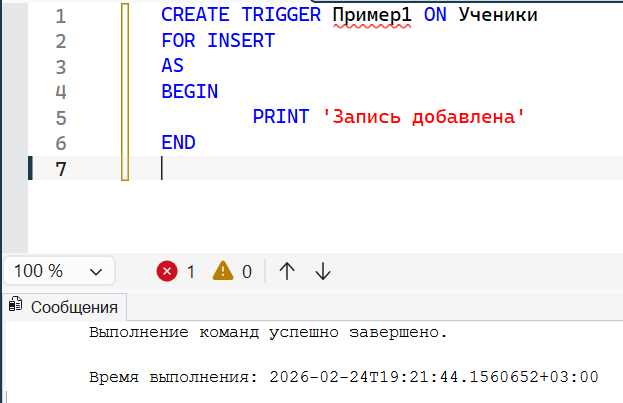 1 CREATE TRIGGER Пример1 ON Ученики
2 FOR INSERT
3 AS
4 BEGIN
5 PRINT 'Запись добавлена'
6 END
7
100 % 1 0
Сообщения
Выполнение команд успешно завершено.
Время выполнения: 2026-02-24T19:21:44.1560652+03:00